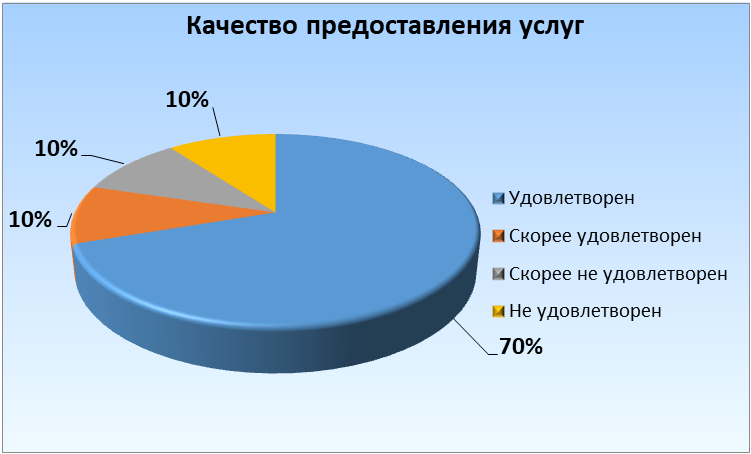 Качество предоставления услуг
10%
10%
10%
Удовлетворен
Скорее удовлетворен
Скорее не удовлетворен
Не удовлетворен
70%